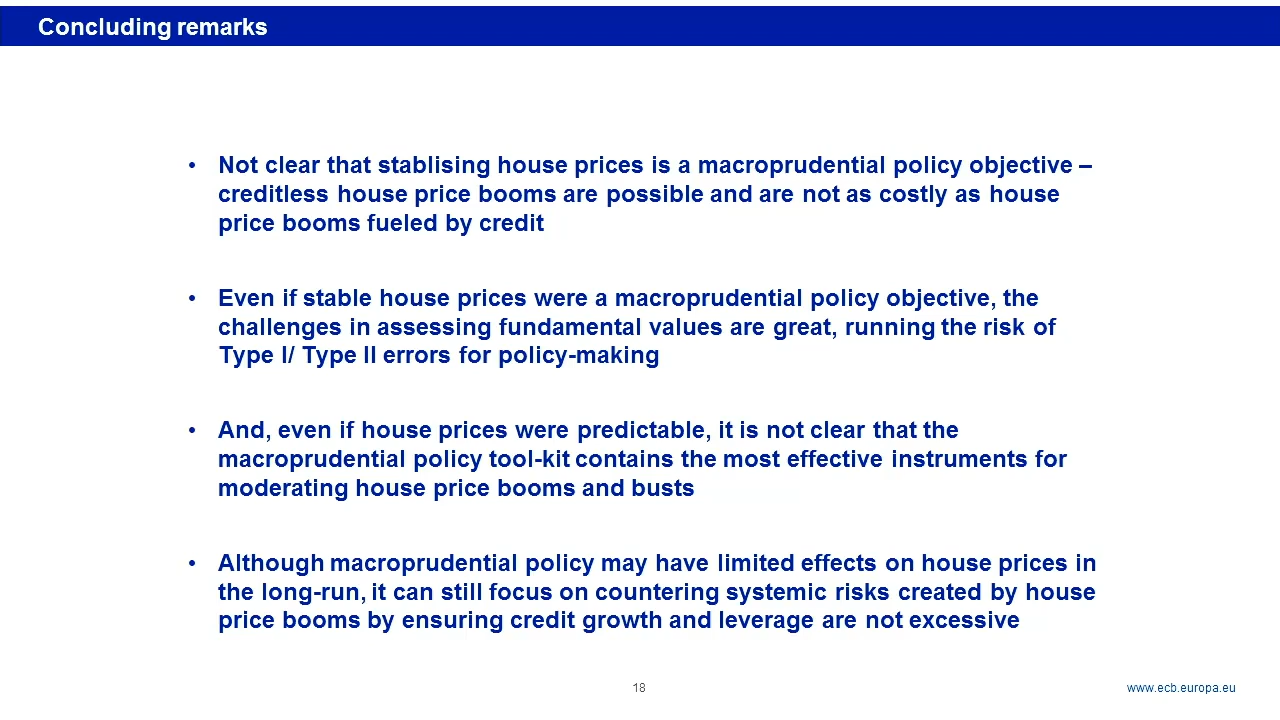 Concluding remarks
• Not clear that stablising house prices is a macroprudential policy objective –
creditless house price booms are possible and are not as costly as house
price booms fueled by credit
• Even if stable house prices were a macroprudential policy objective, the
challenges in assessing fundamental values are great, running the risk of
Type I/ Type II errors for policy-making
• And, even if house prices were predictable, it is not clear that the
macroprudential policy tool-kit contains the most effective instruments for
moderating house price booms and busts
• Although macroprudential policy may have limited effects on house prices in
the long-run, it can still focus on countering systemic risks created by house
price booms by ensuring credit growth and leverage are not excessive
18
www.ecb.europa.eu